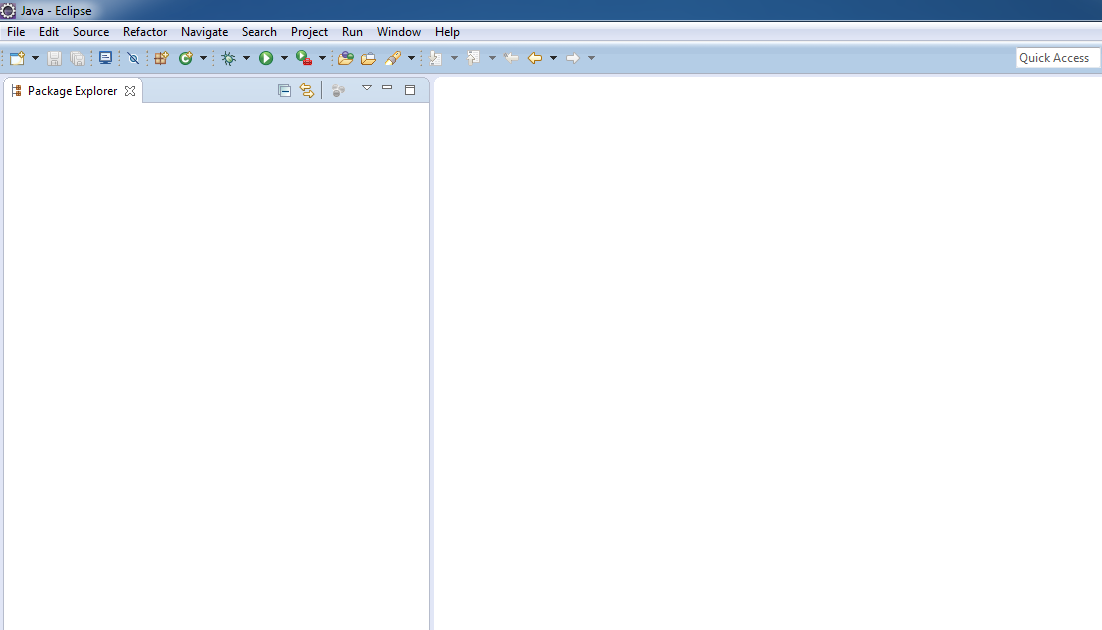 Java - Eclipse
File Edit Source Refactor Navigate Search Project Run Window Help
Quick Access
Package Explorer